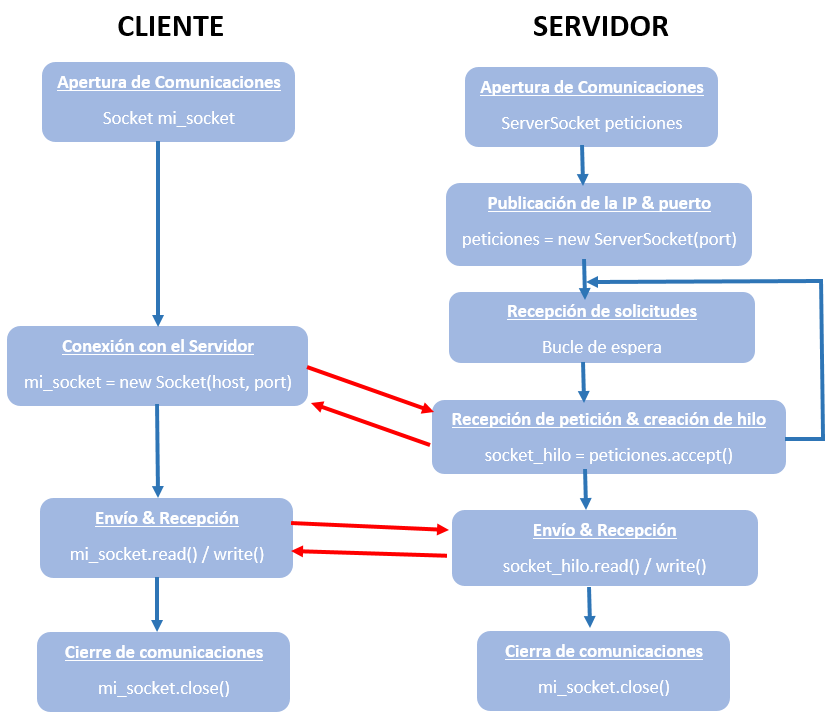 CLIENTE
Apertura de Comunicaciones
Socket mi_socket
Conexión con el Servidor
mi_socket = new Socket(host, port)
Envío & Recepción
mi_socket.read() / write()
Cierre de comunicaciones
mi_socket.close()
SERVIDOR
Apertura de Comunicaciones
ServerSocket peticiones
Publicación de la IP & puerto
peticiones = new ServerSocket(port)
Recepción de solicitudes
Bucle de espera
Recepción de petición & creación de hilo
socket_hilo = peticiones.accept()
Envío & Recepción
socket_hilo.read() / write()
Cierra de comunicaciones
mi_socket.close()